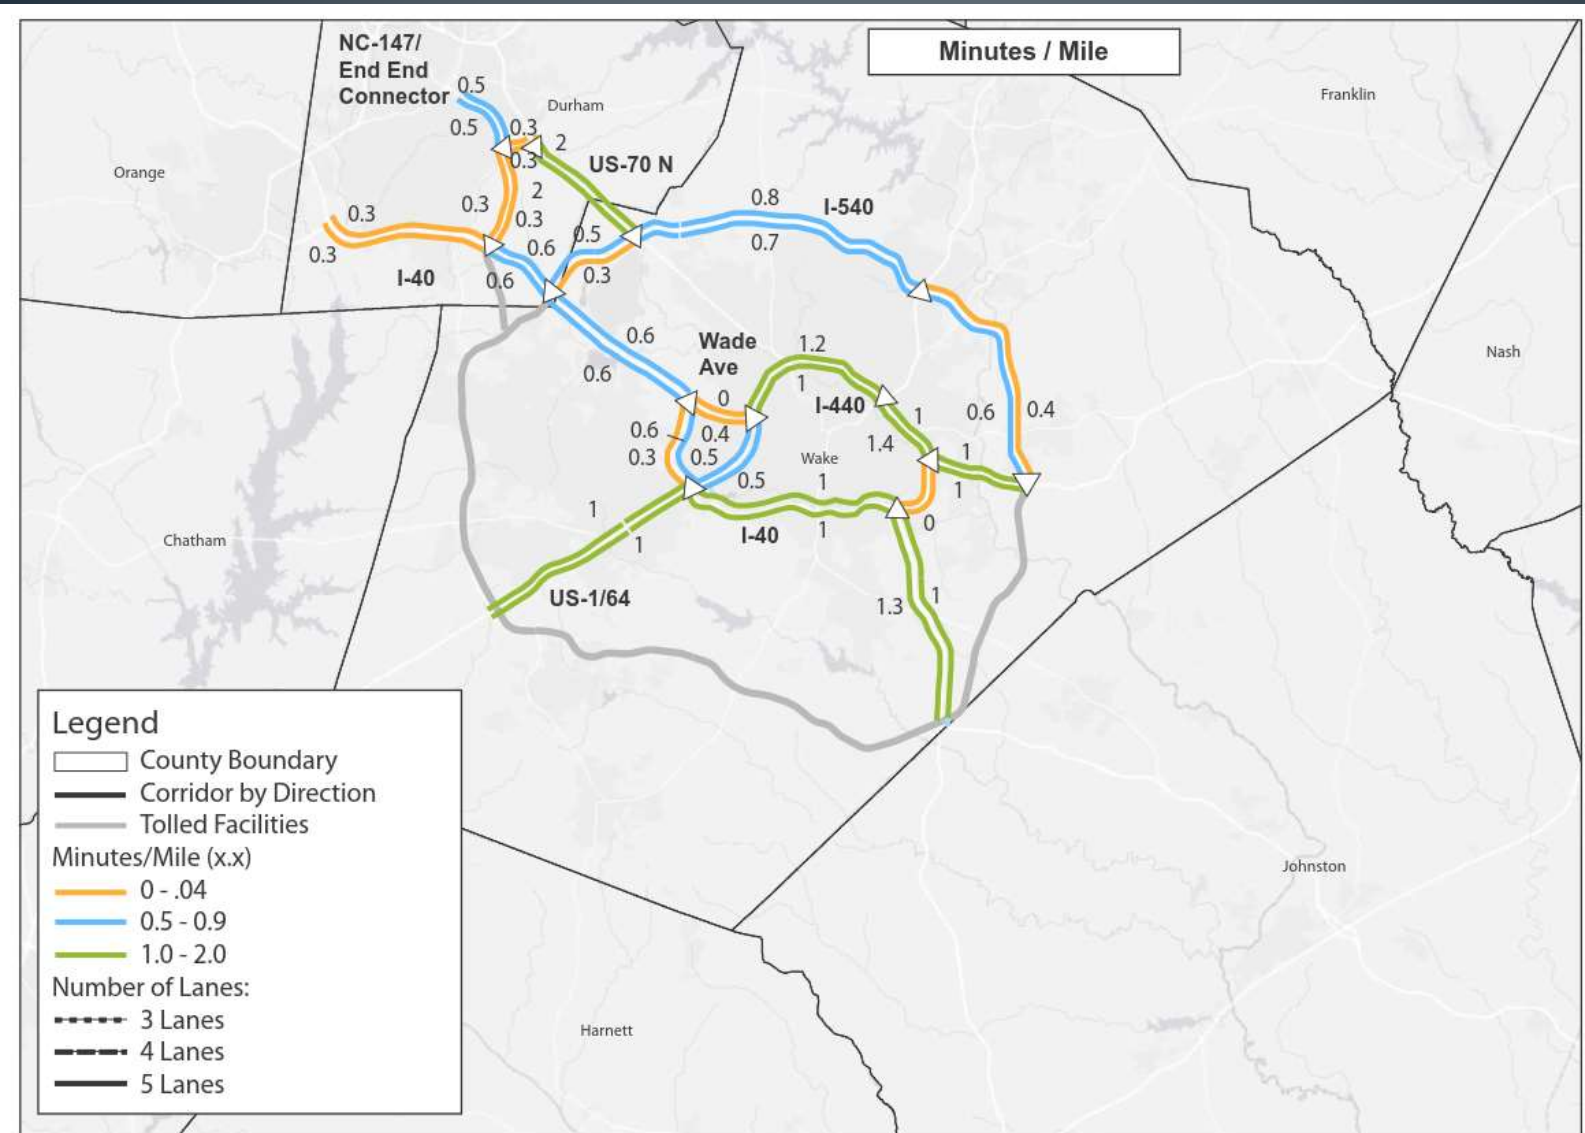 NC-147/
End End
Connector
Minutes / Mile
0.5
Durham
Franklin
0.5
0.3
2
0.3
US-70 N
Orange
2
0.3
0.8
I-540
0.3
0.3
0.5
0.6
0.7
0.3
0.3
I-40
0.6
0.6
Wade
Ave
1.2
Nash
0.6
1
0
I-440
1
0.6
0.4
0.6
0.4
1.4
0.3
0.5
Wake
1
0.5
1
1
1
0
Chatham
1
I-40
1
1
US-1/64
1.3
1
Legend
County Boundary
Corridor by Direction
Tolled Facilities
Minutes/Mile (x.x)
0 - .04
0.5 - 0.9
1.0 - 2.0
Number of Lanes:
3 Lanes
4 Lanes
5 Lanes
Johnston
Harnett